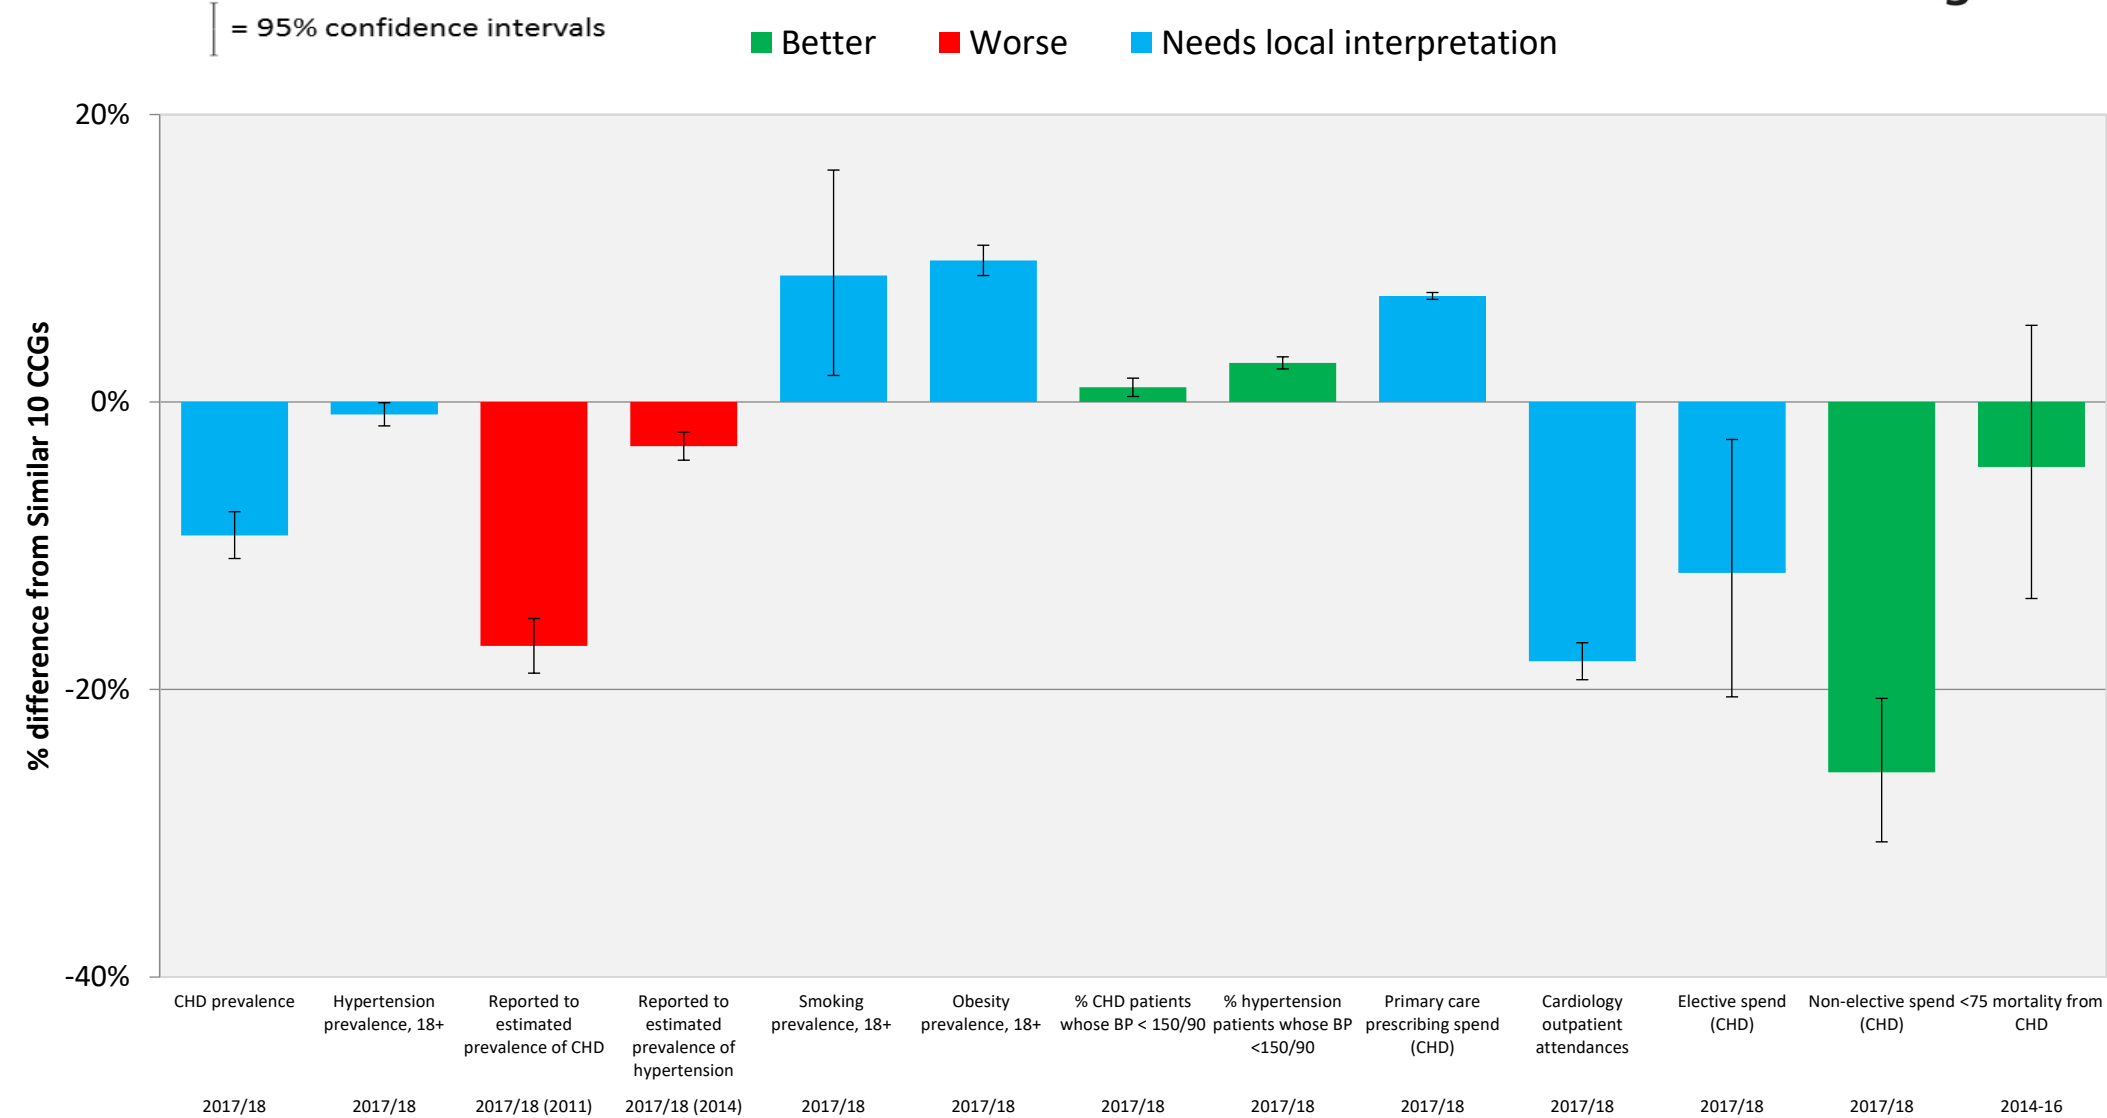 = 95% confidence intervals
Better
Worse
Needs local interpretation
% difference from Similar 10 CCGs
20%
0%
-20%
-40%
CHD prevalence
2017/18
Hypertension
prevalence, 18+
2017/18
Reported to
estimated
prevalence of CHD
2017/18 (2011)
Reported to
estimated
prevalence of
hypertension
2017/18 (2014)
Smoking
prevalence, 18+
2017/18
Obesity
prevalence, 18+
2017/18
% CHD patients
whose BP < 150/90
2017/18
% hypertension
patients whose BP
<150/90
2017/18
Primary care
prescribing spend
(CHD)
2017/18
Cardiology
outpatient
attendances
2017/18
Elective spend
(CHD)
2017/18
Non-elective spend
(CHD)
2017/18
<75 mortality from
CHD
2014-16